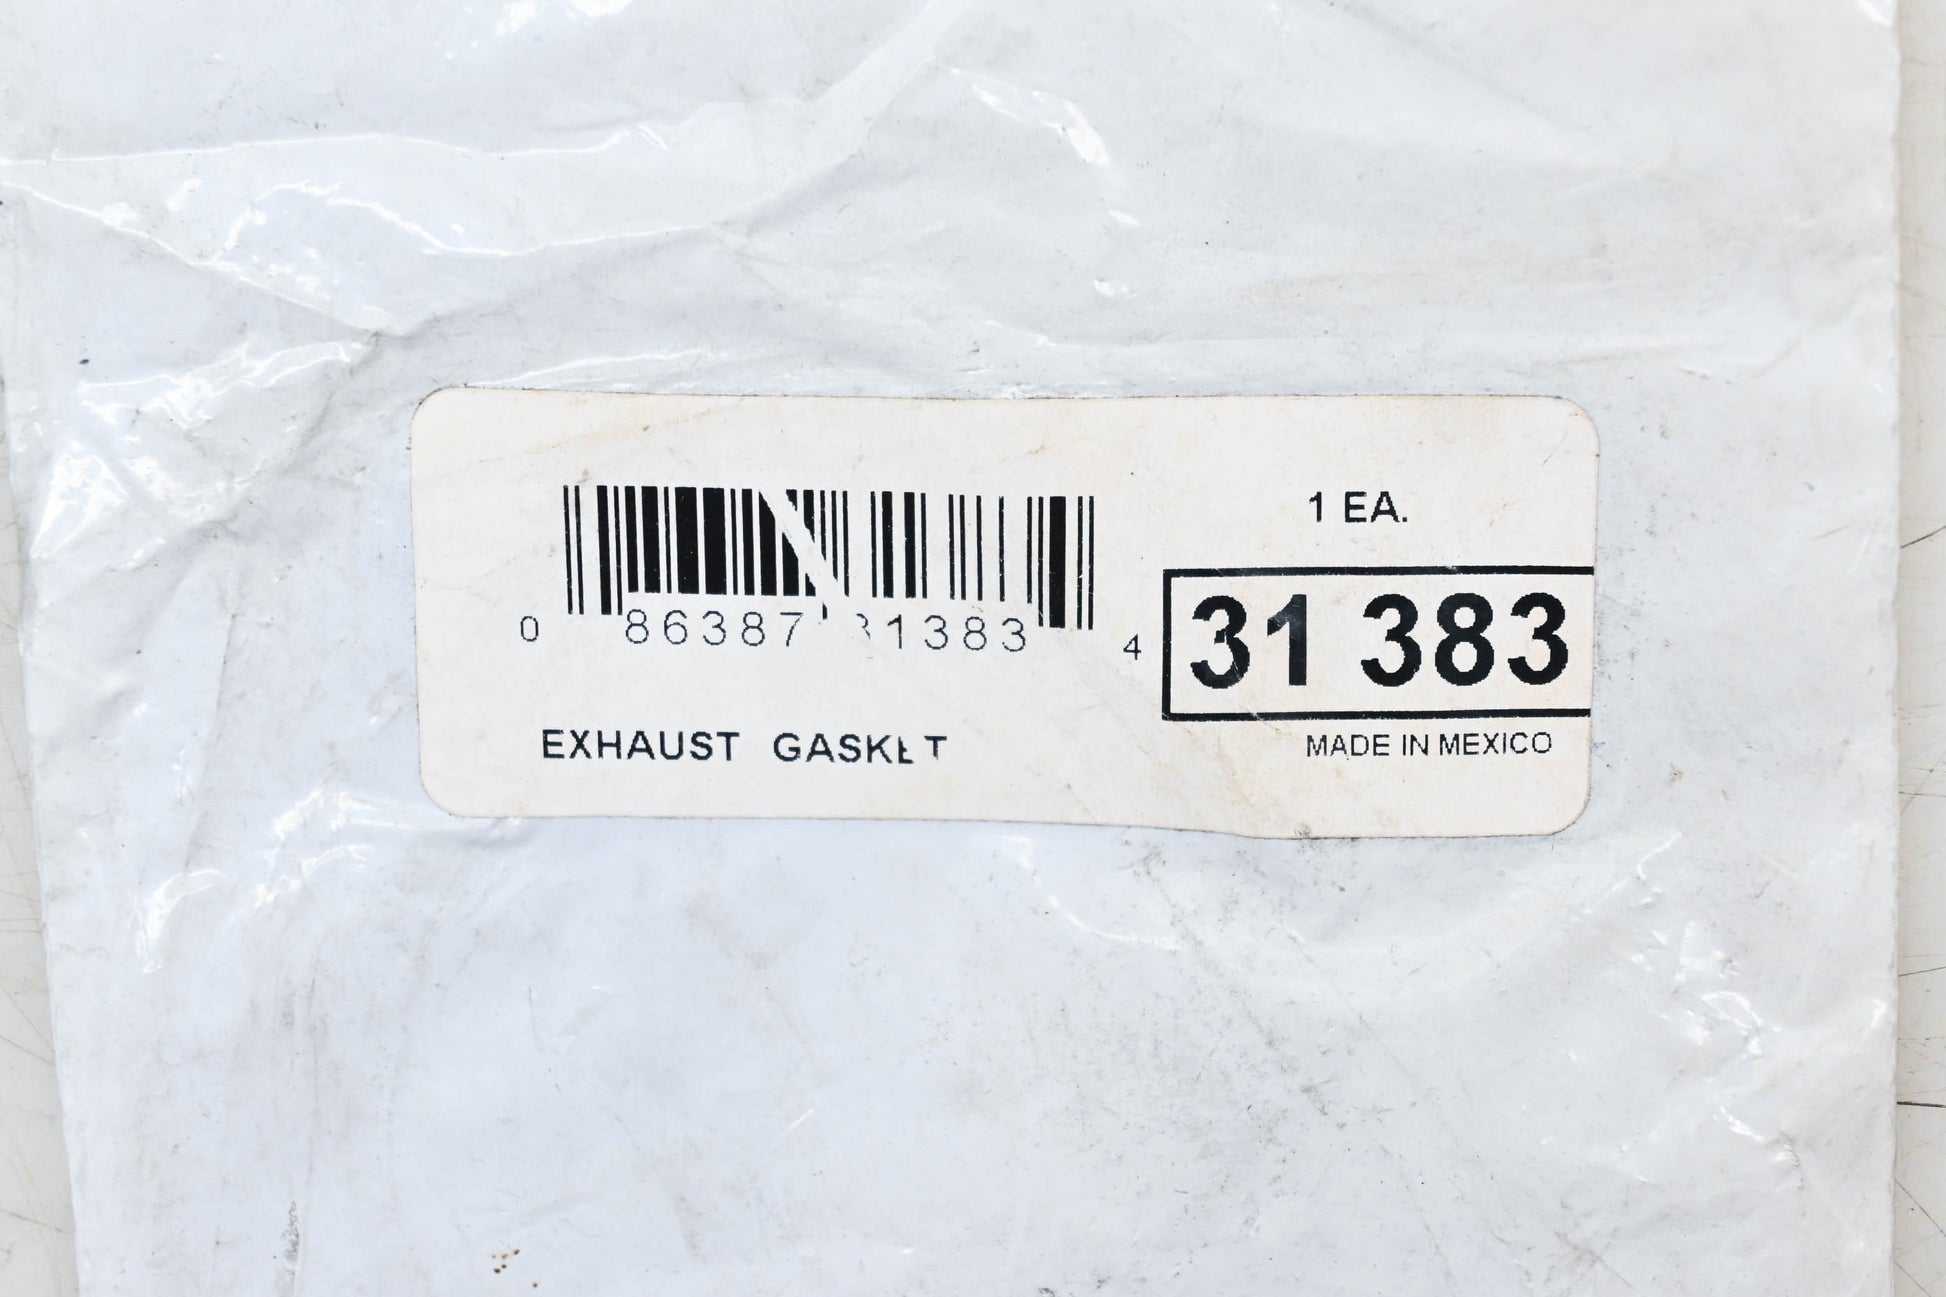 1 EA.
0 86387 31383 4
31 383
EXHAUST GASKET
MADE IN MEXICO